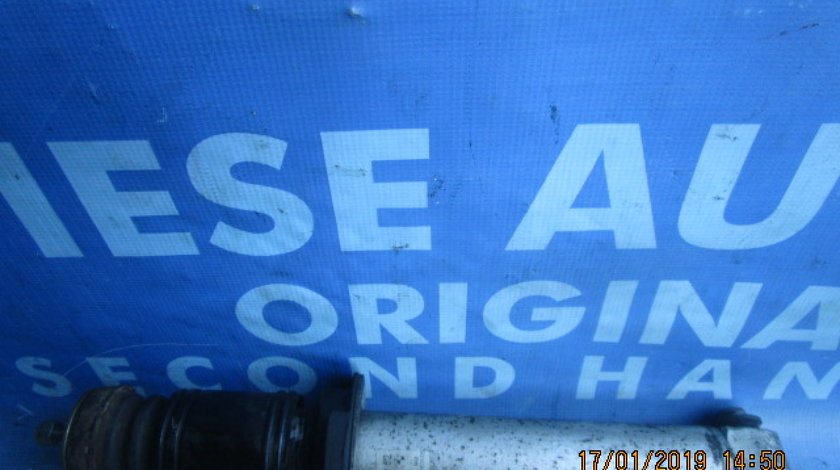 IESE AU
ORIGINA
SECOND HAN
17/01/2019 14:50